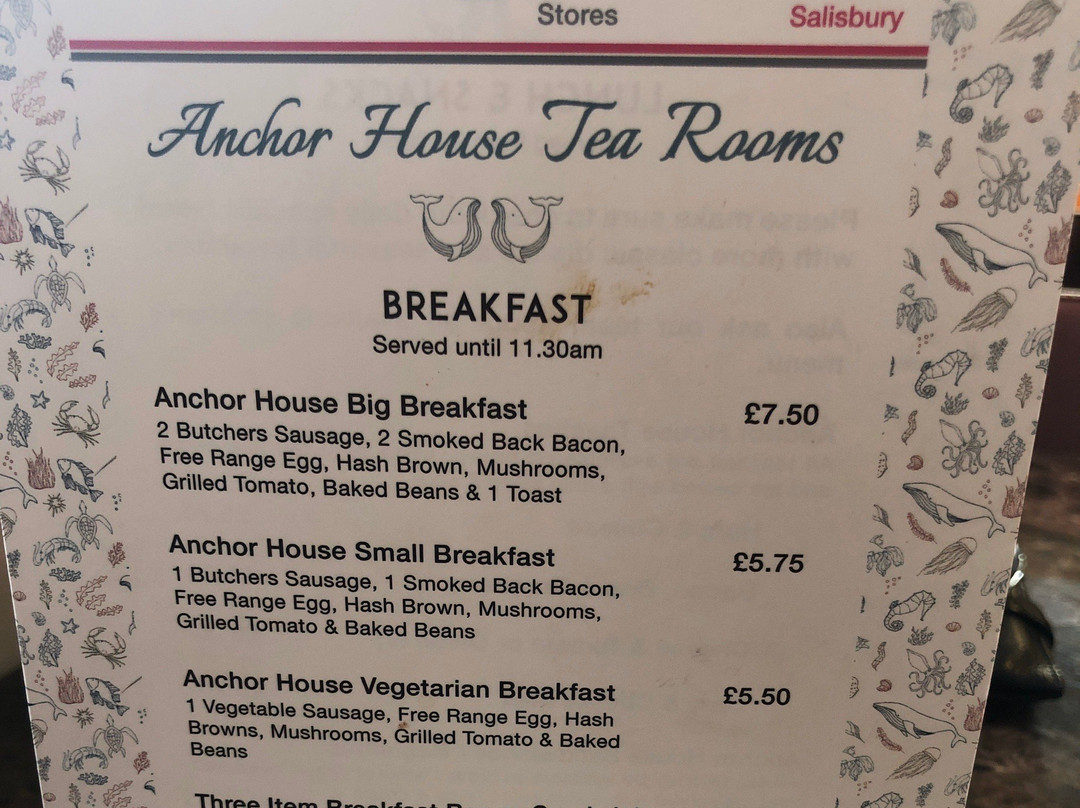 Stores Salisbury
Anchor House Tea Rooms
BREAKFAST
Served until 11.30am
Anchor House Big Breakfast £7.50
2 Butchers Sausage, 2 Smoked Back Bacon,
Free Range Egg, Hash Brown, Mushrooms,
Grilled Tomato, Baked Beans & 1 Toast
Anchor House Small Breakfast £5.75
1 Butchers Sausage, 1 Smoked Back Bacon,
Free Range Egg, Hash Brown, Mushrooms,
Grilled Tomato & Baked Beans
Anchor House Vegetarian Breakfast £5.50
1 Vegetable Sausage, Free Range Egg, Hash
Browns, Mushrooms, Grilled Tomato & Baked
Beans
Three Item Breakfast